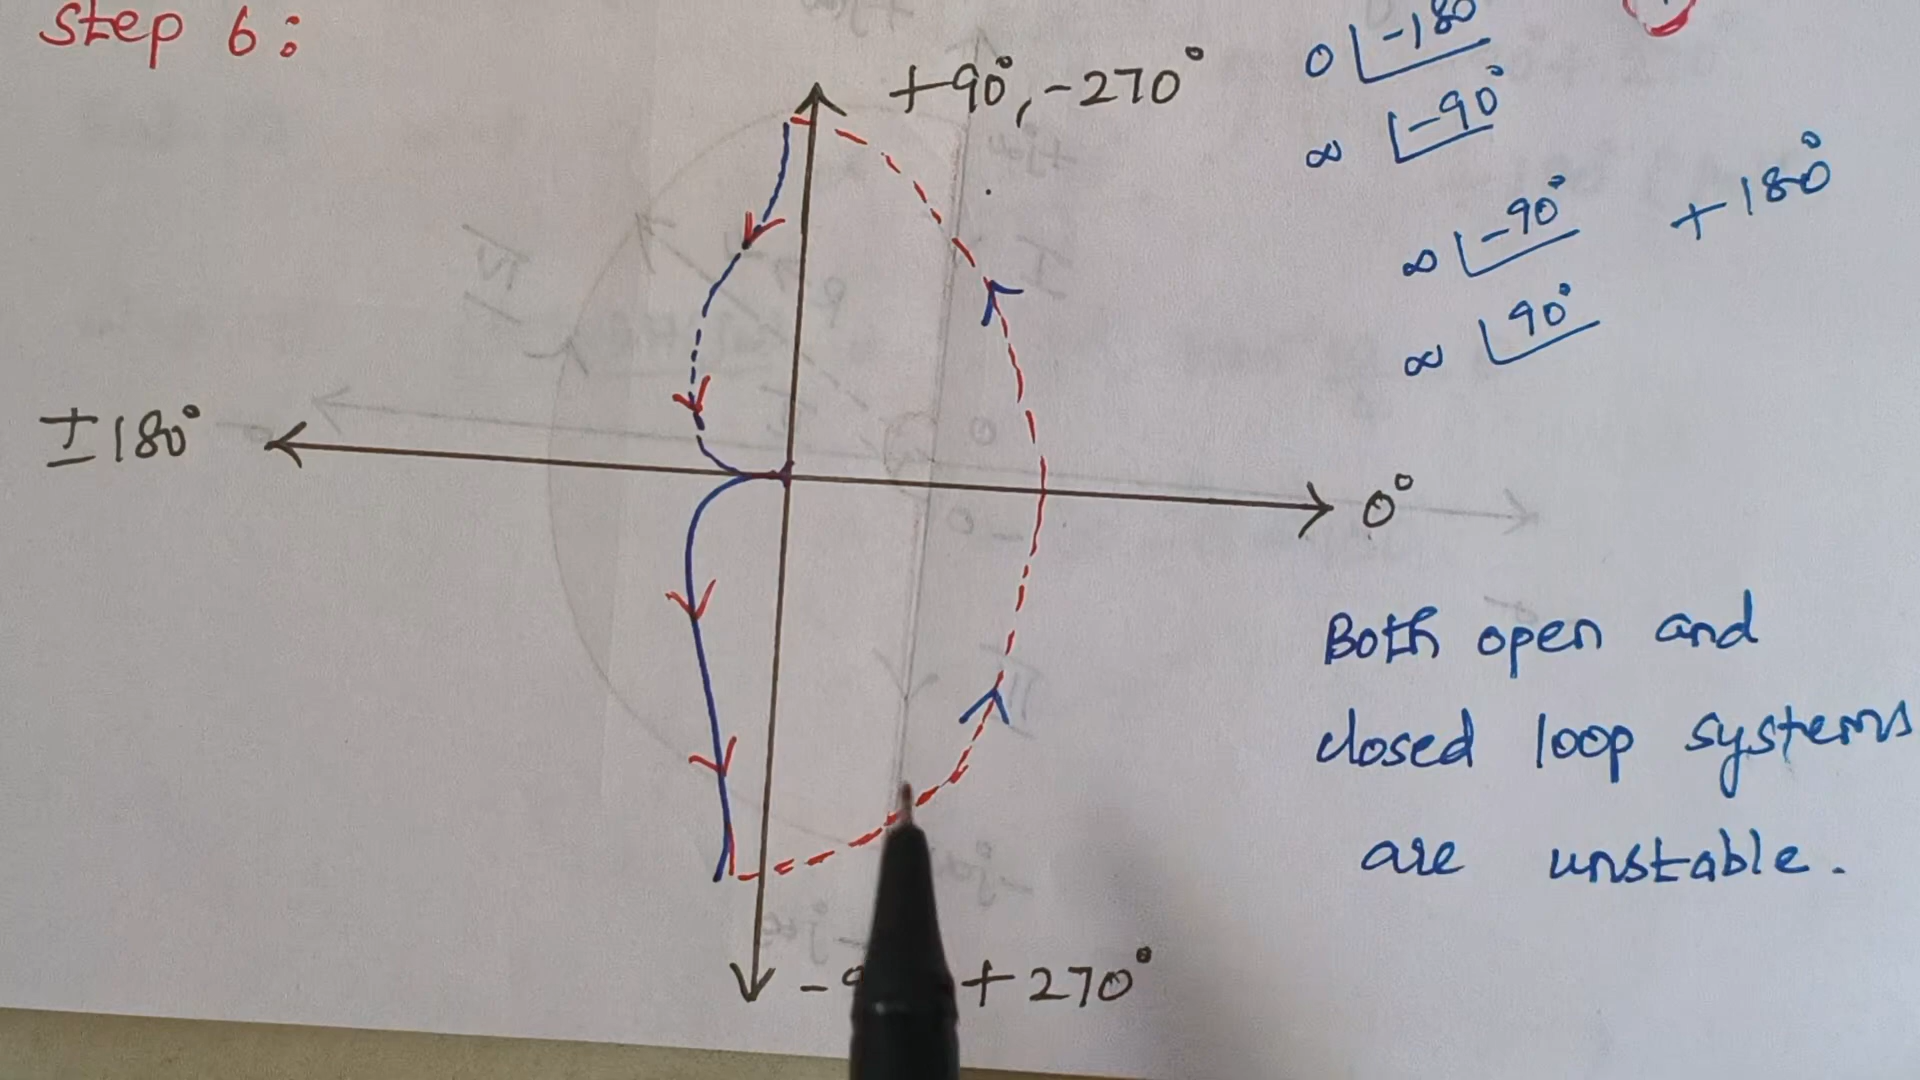 Step 6:
+90°, -270°
0 ∠-180
∞ ∠-90°
∞ ∠-90° +180°
∞ ∠90°
±180°
0°
Both open and
closed loop systems
are unstable.
+270°